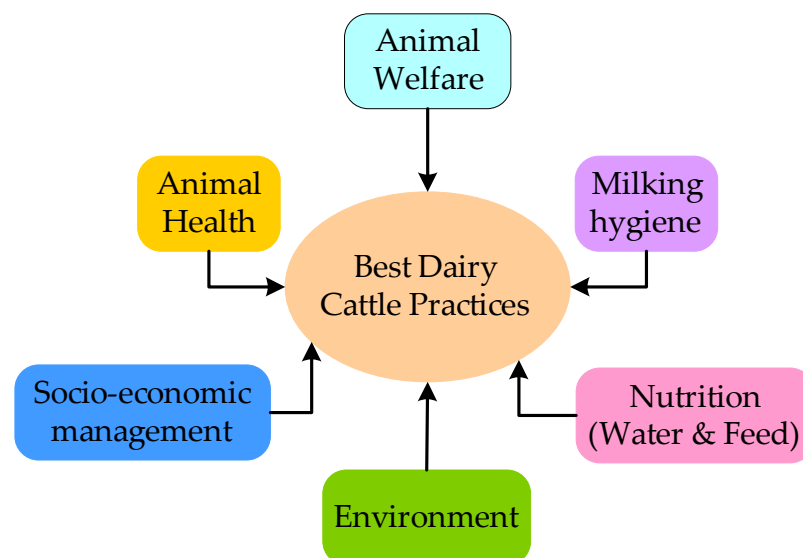 Animal
Welfare
Animal
Health
Milking
hygiene
Best Dairy
Cattle Practices
Socio-economic
management
Nutrition
(Water & Feed)
Environment